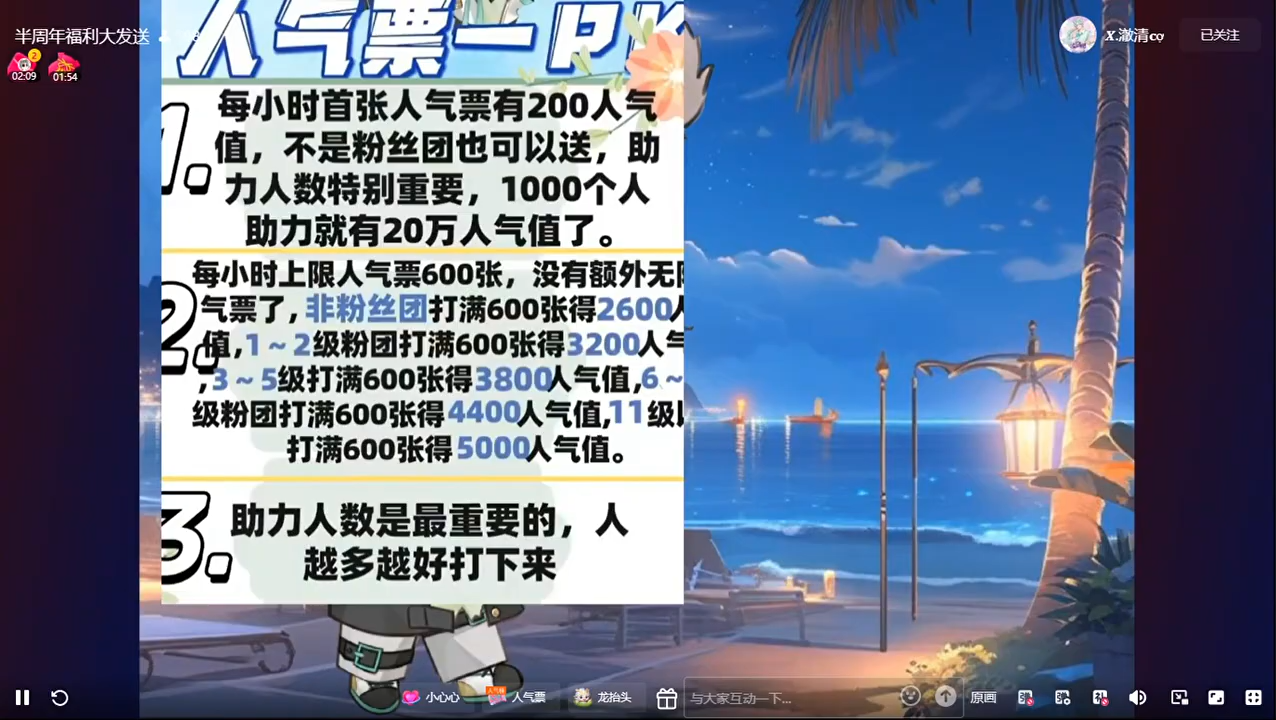 半周年福利大发送
X.澈清cƍ
已关注
2
02:09
01:54
人气票—PK
1.
每小时首张人气票有200人气
值，不是粉丝团也可以送，助
力人数特别重要，1000个人
助力就有20万人气值了。
2.
每小时上限人气票600张，没有额外无限
气票了,非粉丝团打满600张得2600人
值,1～2级粉团打满600张得3200人气
,3～5级打满600张得3800人气值,6～
级粉团打满600张得4400人气值,11级以
打满600张得5000人气值。
3.
助力人数是最重要的，人
越多越好打下来
小心心
人气票
龙抬头
与大家互动一下...
原画